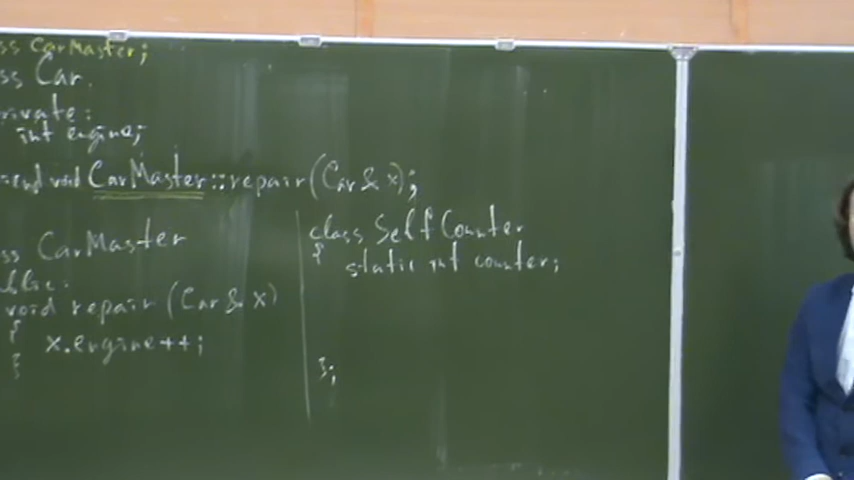 ss CarMaster;
ss Car
rivate:
int engine;
end void CarMaster::repair(Car& x);
ss CarMaster
blic:
void repair(Car& x)
{
x.engine++;
}
class SelfCounter
{
static int counter;
};